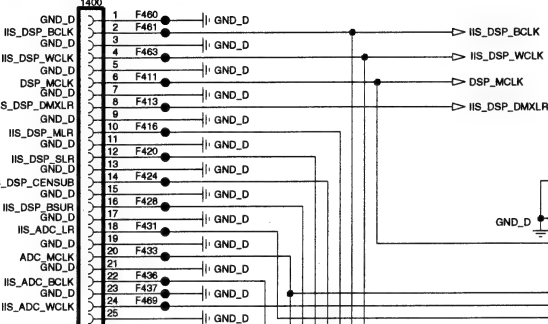 1400
GND_D 1 F460 GND_D
IIS_DSP_BCLK 2 F461 IIS_DSP_BCLK
GND_D 3 GND_D
IIS_DSP_WCLK 4 F463 IIS_DSP_WCLK
GND_D 5 GND_D
DSP_MCLK 6 F411 DSP_MCLK
GND_D 7 GND_D
S_DSP_DMXLR 8 F413 IIS_DSP_DMXLR
GND_D 9 GND_D
IIS_DSP_MLR 10 F416
GND_D 11 GND_D
IIS_DSP_SLR 12 F420
GND_D 13 GND_D
S_DSP_CENSUB 14 F424
GND_D 15 GND_D
IIS_DSP_BSUR 16 F428
GND_D 17 GND_D
IIS_ADC_LR 18 F431 GND_D
GND_D 19 GND_D
ADC_MCLK 20 F433
GND_D 21 GND_D
IIS_ADC_BCLK 22 F436
GND_D 23 F437 GND_D
IIS_ADC_WCLK 24 F469
25 GND_D